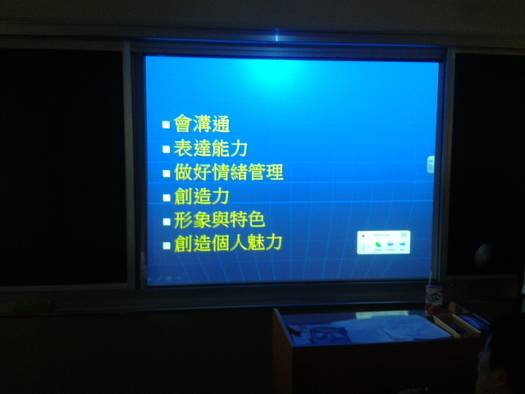 會溝通
表達能力
做好情緒管理
創造力
形象與特色
創造個人魅力